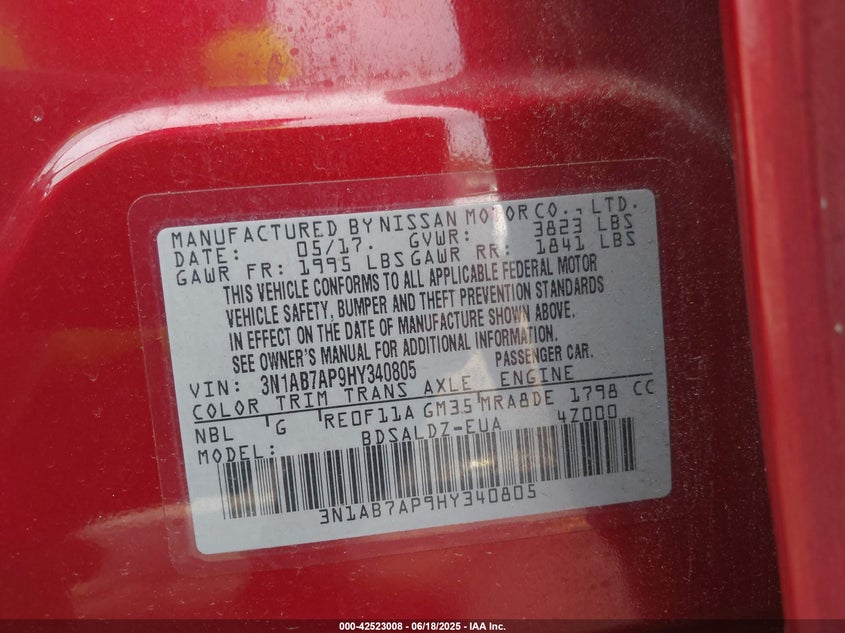 MANUFACTURED BY NISSAN MOTOR CO., LTD.
DATE: 05/17. GVWR: 3823 LBS
GAWR FR: 1995 LBS GAWR RR: 1841 LBS
THIS VEHICLE CONFORMS TO ALL APPLICABLE FEDERAL MOTOR
VEHICLE SAFETY, BUMPER AND THEFT PREVENTION STANDARDS
IN EFFECT ON THE DATE OF MANUFACTURE SHOWN ABOVE.
SEE OWNER'S MANUAL FOR ADDITIONAL INFORMATION.
VIN: 3N1AB7AP9HY340805 PASSENGER CAR.
COLOR TRIM TRANS AXLE ENGINE
NBL G RE0F11A GM35 MRA8DE 1798 CC
MODEL: BDSALDZ-EUA 4Z000
3N1AB7AP9HY340805
000-42523008 - 06/18/2025 - IAA Inc.